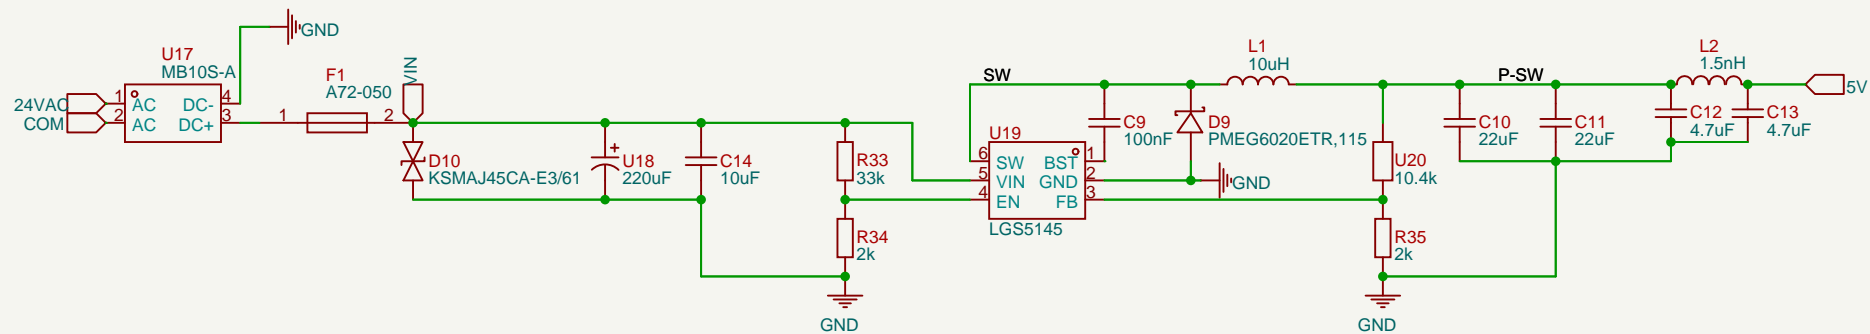 GND
U17
MB10S-A
24VAC
COM
1
2
AC
AC
DC-
DC+
4
3
F1
A72-050
1
2
VIN
D10
KSMAJ45CA-E3/61
+
U18
220uF
C14
10uF
R33
33k
R34
2k
GND
SW
U19
6
5
4
SW
VIN
EN
BST
GND
FB
1
2
3
LGS5145
C9
100nF
D9
PMEG6020ETR,115
GND
L1
10uH
U20
10.4k
R35
2k
GND
P-SW
C10
22uF
C11
22uF
L2
1.5nH
C12
4.7uF
C13
4.7uF
5V